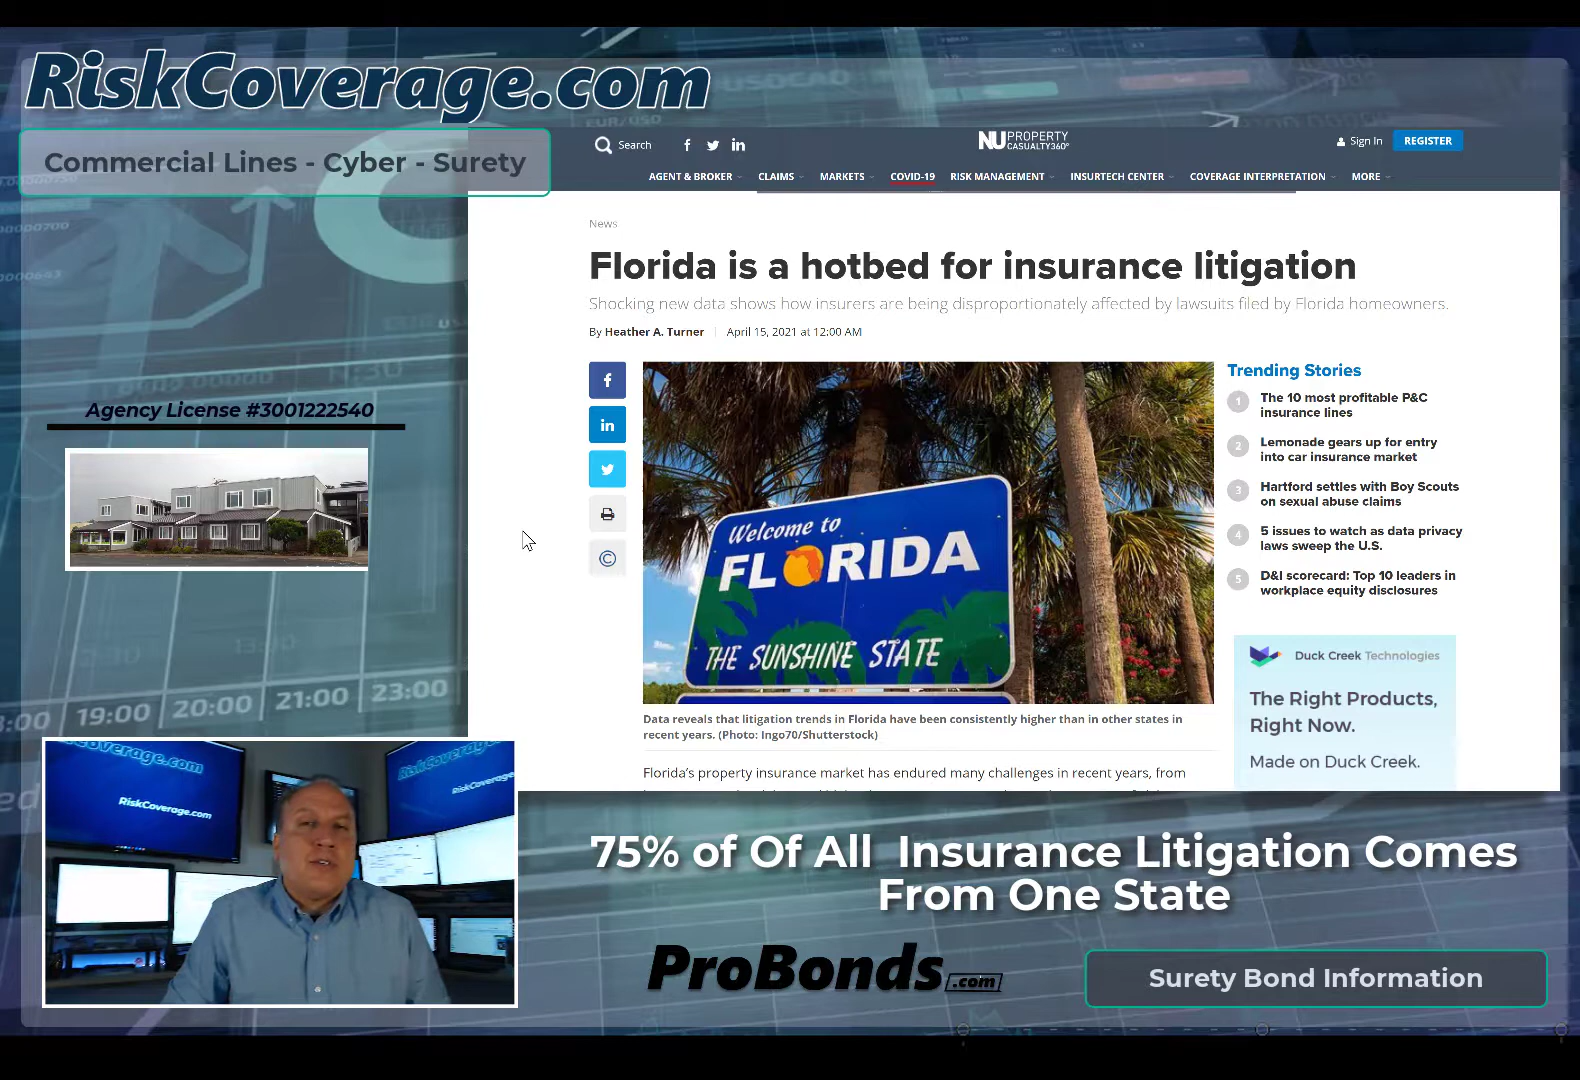 RiskCoverage.com
Commercial Lines - Cyber - Surety
Search
NU PROPERTY
CASUALTY360°
Sign In
REGISTER
AGENT & BROKER
CLAIMS
MARKETS
COVID-19
RISK MANAGEMENT
INSURTECH CENTER
COVERAGE INTERPRETATION
MORE
News
Florida is a hotbed for insurance litigation
Shocking new data shows how insurers are being disproportionately affected by lawsuits filed by Florida homeowners.
By Heather A. Turner
April 15, 2021 at 12:00 AM
Agency License #3001222540
Welcome to
FLORIDA
THE SUNSHINE STATE
Trending Stories
1
The 10 most profitable P&C
insurance lines
2
Lemonade gears up for entry
into car insurance market
3
Hartford settles with Boy Scouts
on sexual abuse claims
4
5 issues to watch as data privacy
laws sweep the U.S.
5
D&I scorecard: Top 10 leaders in
workplace equity disclosures
Duck Creek Technologies
The Right Products,
Right Now.
Made on Duck Creek.
Data reveals that litigation trends in Florida have been consistently higher than in other states in
recent years. (Photo: Ingo70/Shutterstock)
Florida's property insurance market has endured many challenges in recent years, from
19:00
20:00
21:00
23:00
RiskCoverage.com
75% of Of All Insurance Litigation Comes
From One State
ProBonds.com
Surety Bond Information